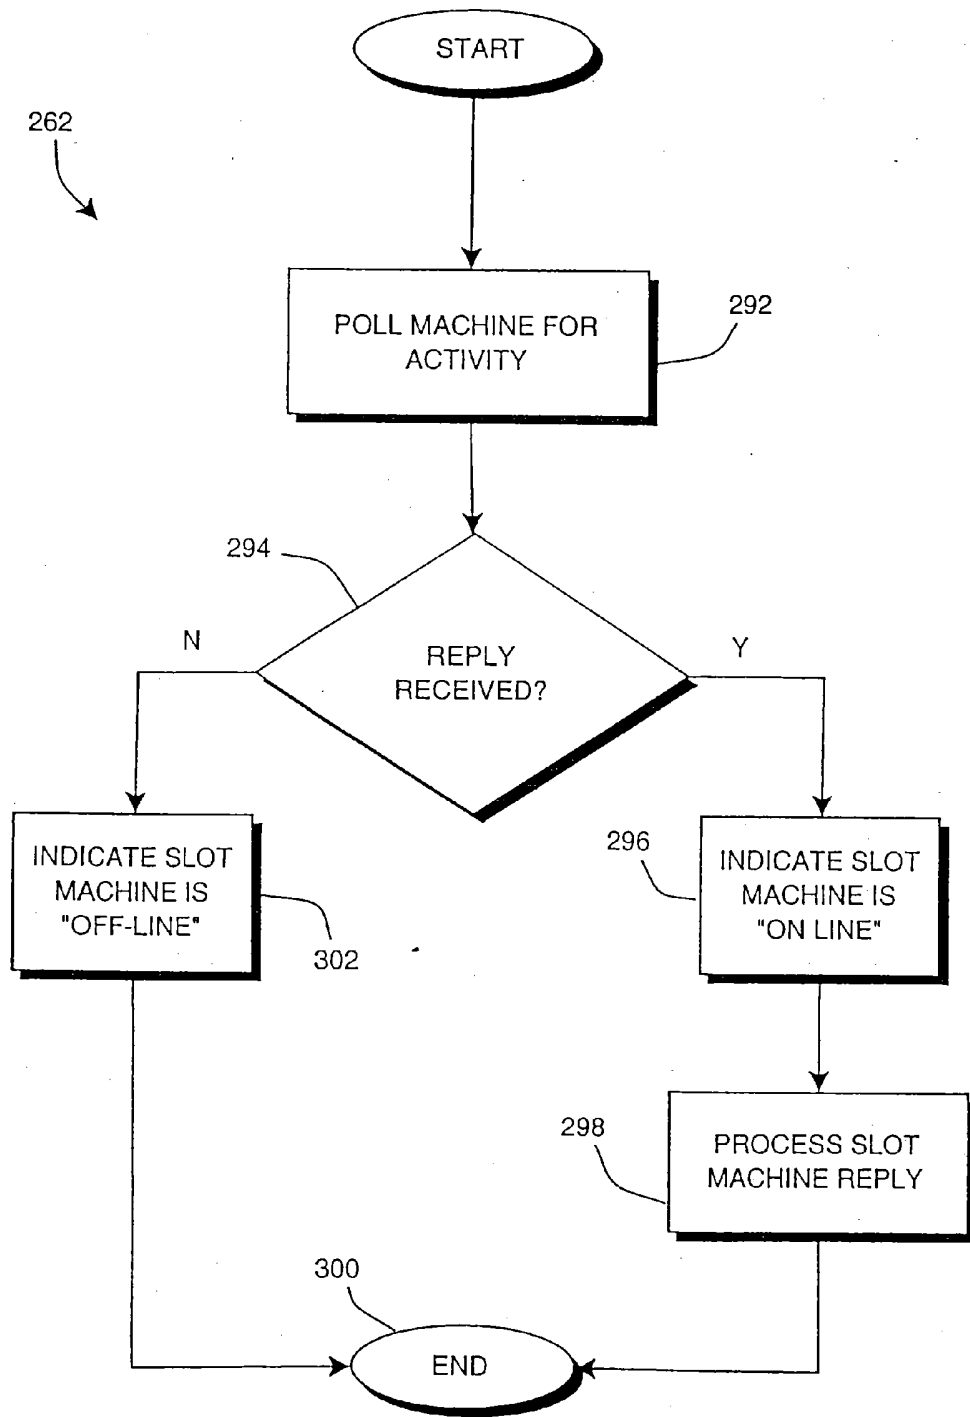 START
262
POLL MACHINE FOR
ACTIVITY
292
294
N
REPLY
RECEIVED?
Y
INDICATE SLOT
MACHINE IS
"OFF-LINE"
302
296
INDICATE SLOT
MACHINE IS
"ON LINE"
298
PROCESS SLOT
MACHINE REPLY
300
END